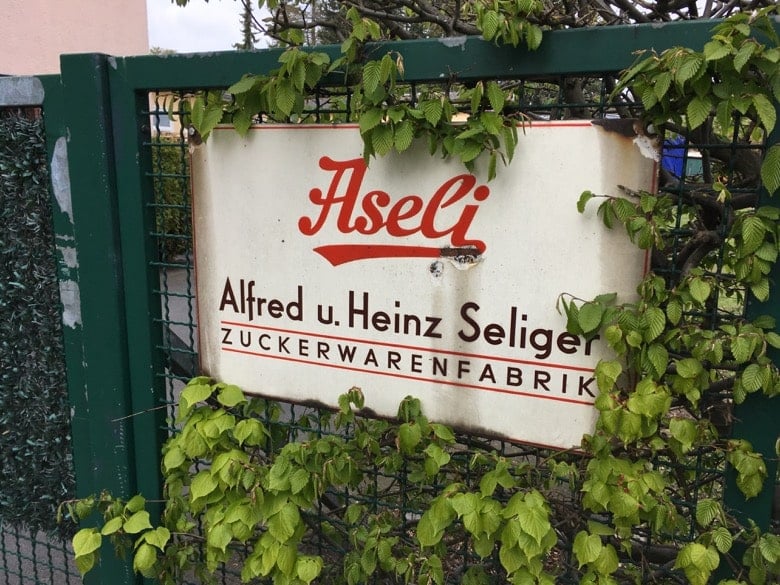 Aseli
Alfred u. Heinz Seliger
ZUCKERWARENFABRIK